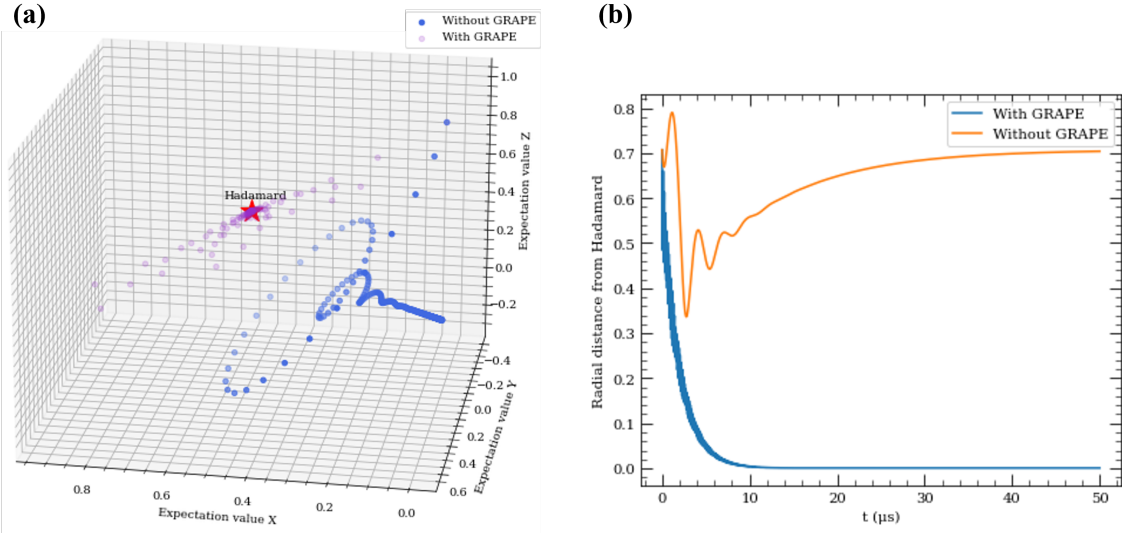 (a)
Without GRAPE
With GRAPE
Hadamard
1.0
0.8
0.6
0.4
0.2
0.0
−0.2
Expectation value Z
−0.4
−0.2
0.0
0.2
0.4
0.6
Expectation value Y
0.8
0.6
0.4
0.2
0.0
Expectation value X
(b)
With GRAPE
Without GRAPE
0.8
0.7
0.6
0.5
0.4
0.3
0.2
0.1
0.0
Radial distance from Hadamard
0
10
20
30
40
50
t (μs)